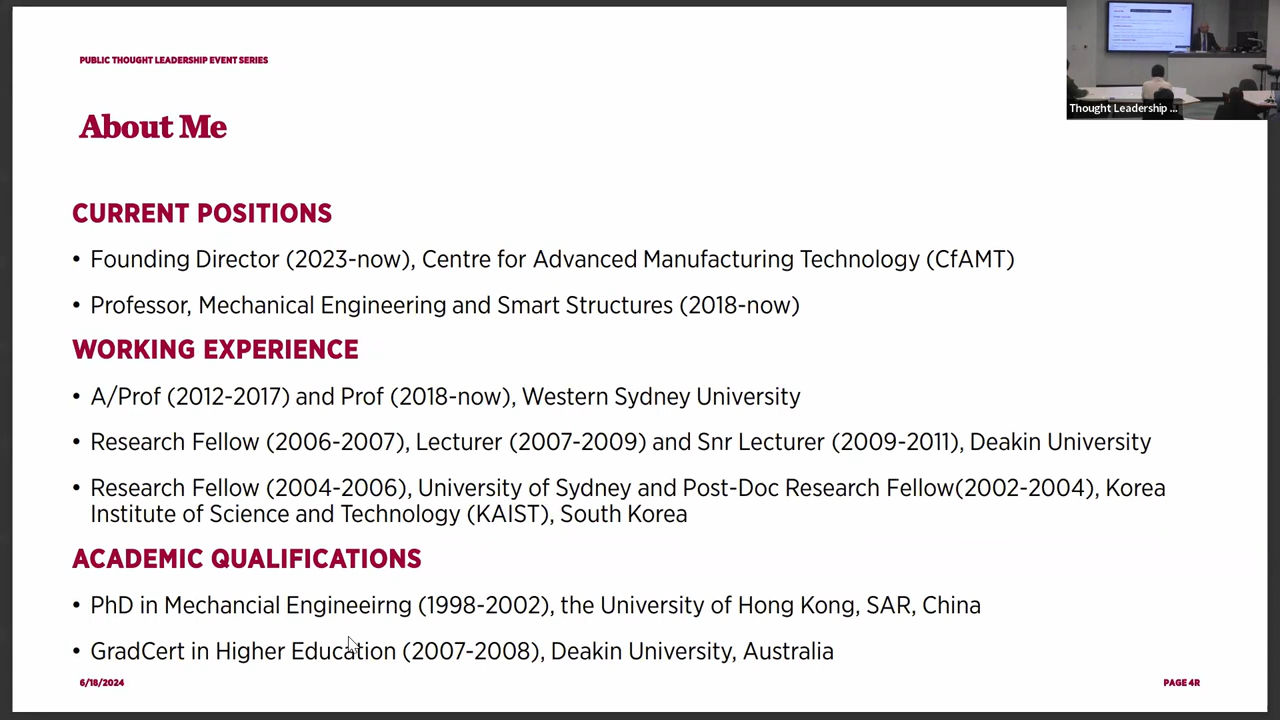 PUBLIC THOUGHT LEADERSHIP EVENT SERIES
About Me
CURRENT POSITIONS
• Founding Director (2023-now), Centre for Advanced Manufacturing Technology (CfAMT)
• Professor, Mechanical Engineering and Smart Structures (2018-now)
WORKING EXPERIENCE
• A/Prof (2012-2017) and Prof (2018-now), Western Sydney University
• Research Fellow (2006-2007), Lecturer (2007-2009) and Snr Lecturer (2009-2011), Deakin University
• Research Fellow (2004-2006), University of Sydney and Post-Doc Research Fellow(2002-2004), Korea
Institute of Science and Technology (KAIST), South Korea
ACADEMIC QUALIFICATIONS
• PhD in Mechancial Engineeirng (1998-2002), the University of Hong Kong, SAR, China
• GradCert in Higher Education (2007-2008), Deakin University, Australia
6/18/2024
PAGE 4R
Thought Leadership ...